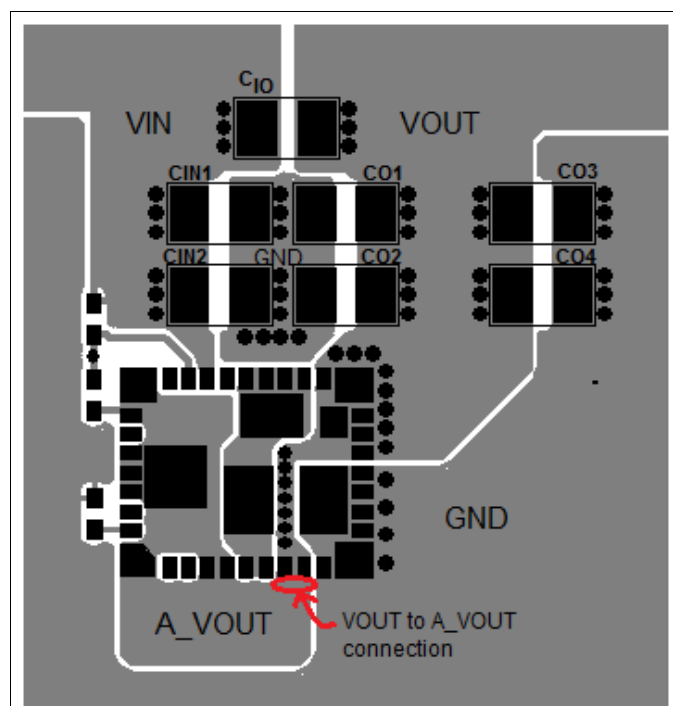 CIO
VIN
VOUT
CIN1
CO1
CO3
GND
CIN2
CO2
CO4
GND
A_VOUT
VOUT to A_VOUT
connection